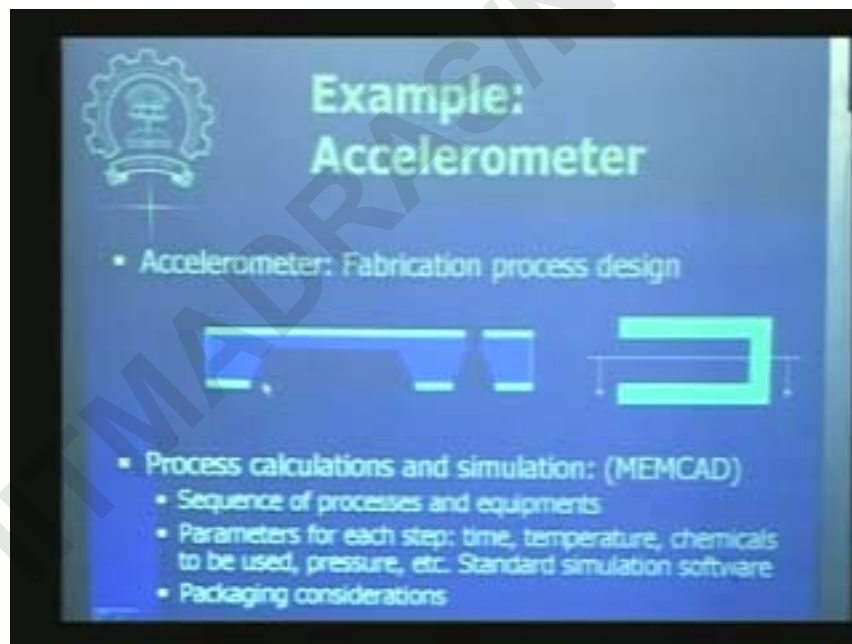 Example:
Accelerometer
▪ Accelerometer: Fabrication process design
▪ Process calculations and simulation: (MEMCAD)
▪ Sequence of processes and equipments
▪ Parameters for each step: time, temperature, chemicals
to be used, pressure, etc. Standard simulation software
▪ Packaging considerations